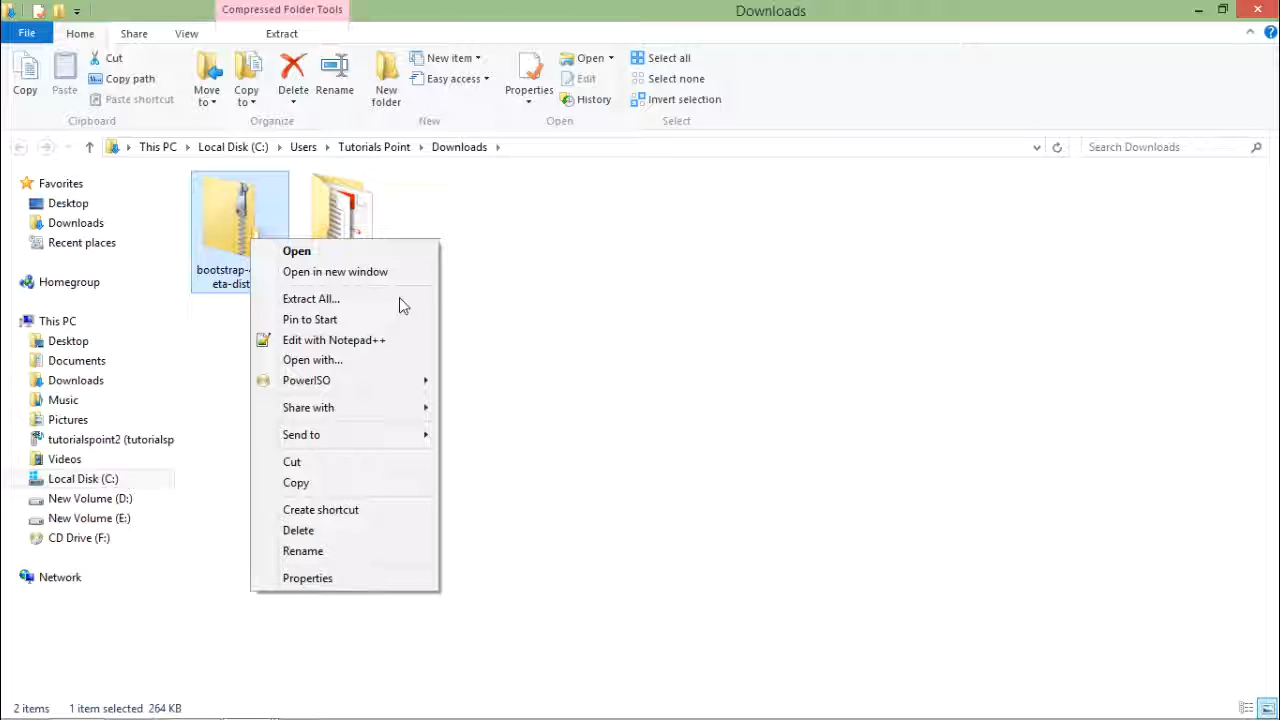 Compressed Folder Tools
Downloads
File
Home
Share
View
Extract
Copy
Paste
Cut
Copy path
Paste shortcut
Clipboard
Move to
Copy to
Delete
Rename
Organize
New folder
New item
Easy access
New
Properties
Open
Edit
History
Open
Select all
Select none
Invert selection
Select
This PC
Local Disk (C:)
Users
Tutorials Point
Downloads
Search Downloads
Favorites
Desktop
Downloads
Recent places
Homegroup
This PC
Desktop
Documents
Downloads
Music
Pictures
tutorialspoint2 (tutorialsp
Videos
Local Disk (C:)
New Volume (D:)
New Volume (E:)
CD Drive (F:)
Network
bootstrap-
eta-dist
Open
Open in new window
Extract All...
Pin to Start
Edit with Notepad++
Open with...
PowerISO
Share with
Send to
Cut
Copy
Create shortcut
Delete
Rename
Properties
2 items
1 item selected 264 KB